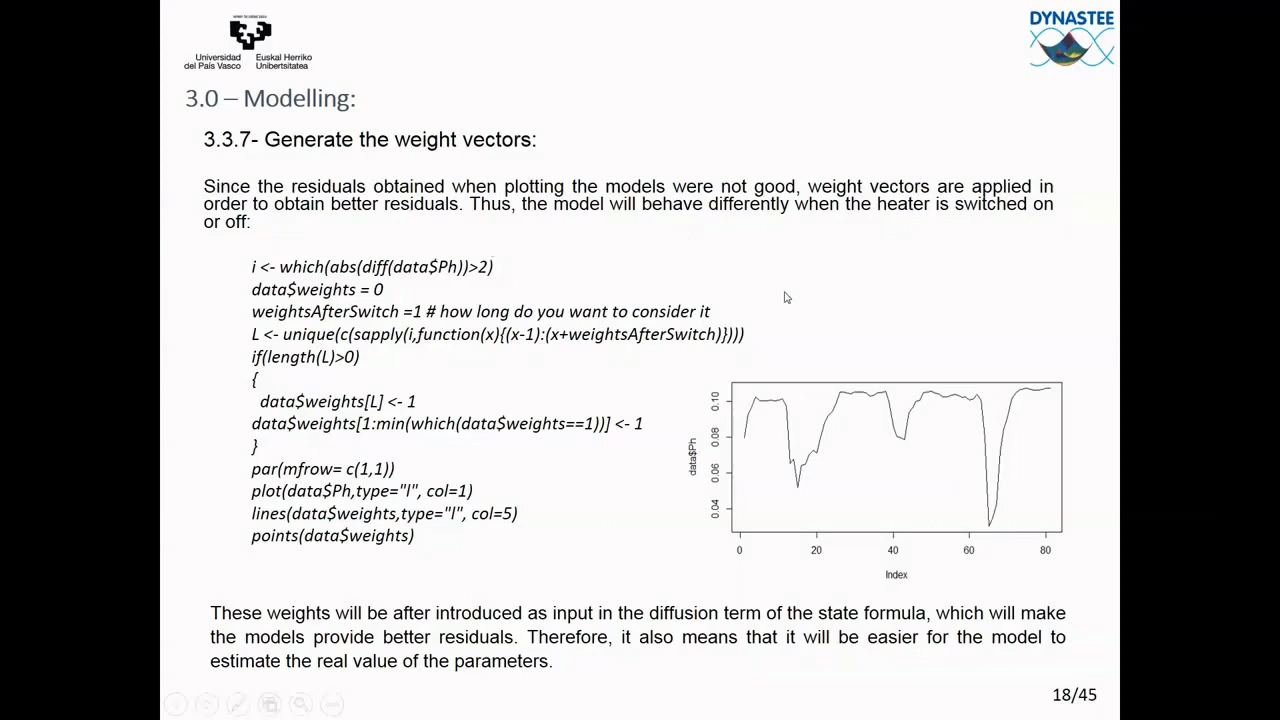 Universidad
del País Vasco
Euskal Herriko
Unibertsitatea
DYNASTEE
3.0 – Modelling:
3.3.7- Generate the weight vectors:
Since the residuals obtained when plotting the models were not good, weight vectors are applied in
order to obtain better residuals. Thus, the model will behave differently when the heater is switched on
or off:
i <- which(abs(diff(data$Ph))>2)
data$weights = 0
weightsAfterSwitch =1 # how long do you want to consider it
L <- unique(c(sapply(i,function(x){(x-1):(x+weightsAfterSwitch)})))
if(length(L)>0)
{
data$weights[L] <- 1
data$weights[1:min(which(data$weights==1))] <- 1
}
par(mfrow= c(1,1))
plot(data$Ph,type="l", col=1)
lines(data$weights,type="l", col=5)
points(data$weights)
data$Ph
0.10
0.08
0.06
0.04
0 20 40 60 80
Index
These weights will be after introduced as input in the diffusion term of the state formula, which will make
the models provide better residuals. Therefore, it also means that it will be easier for the model to
estimate the real value of the parameters.
18/45